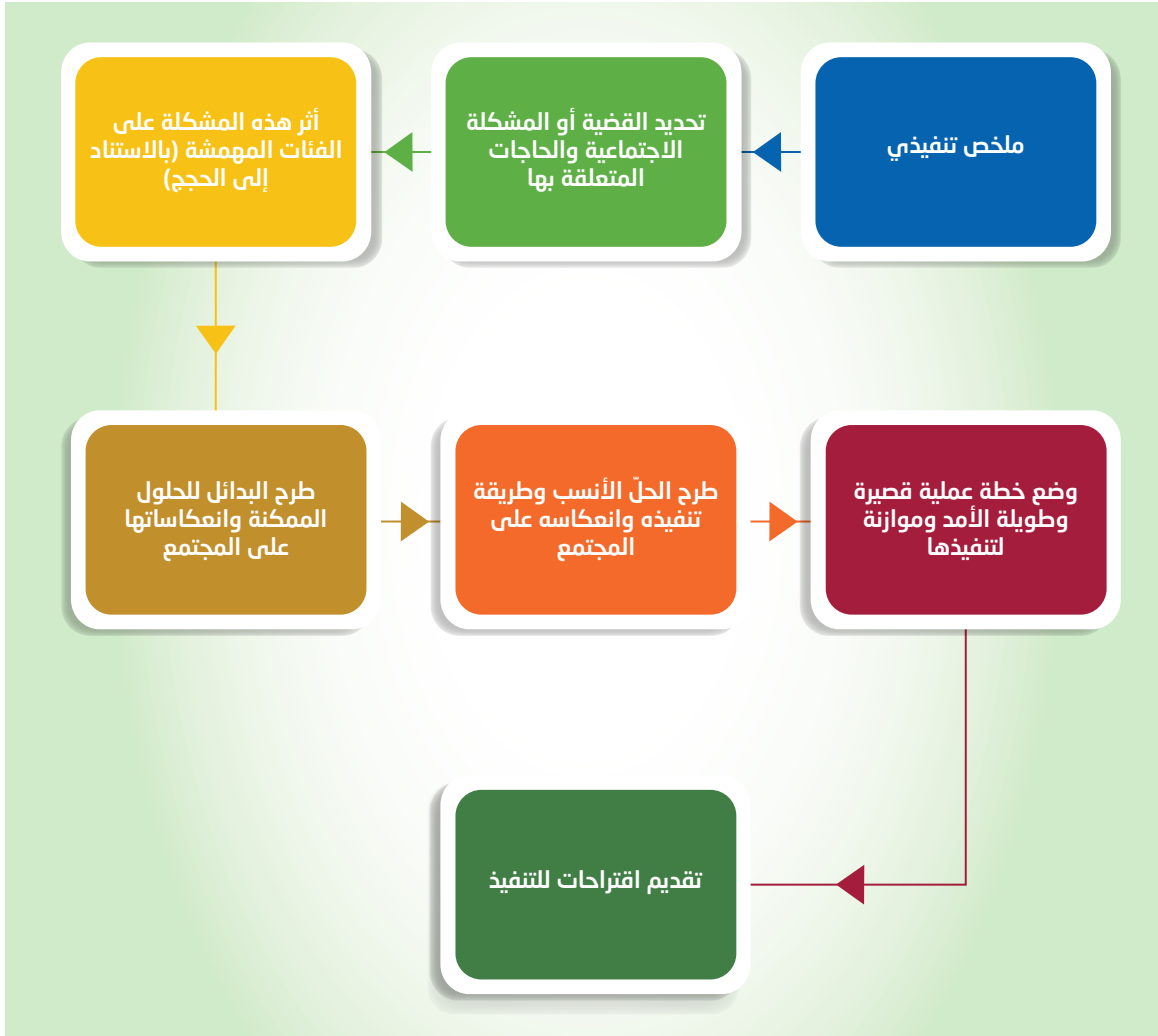 ملخص تنفيذي
تحديد القضية أو المشكلة
الاجتماعية والحاجات
المتعلقة بها
أثر هذه المشكلة على
الفئات المهمشة (بالاستناد
إلى الحجج)
طرح البدائل للحلول
الممكنة وانعكاساتها
على المجتمع
طرح الحلّ الأنسب وطريقة
تنفيذه وانعكاسه على
المجتمع
وضع خطة عملية قصيرة
وطويلة الأمد وموازنة
لتنفيذها
تقديم اقتراحات للتنفيذ